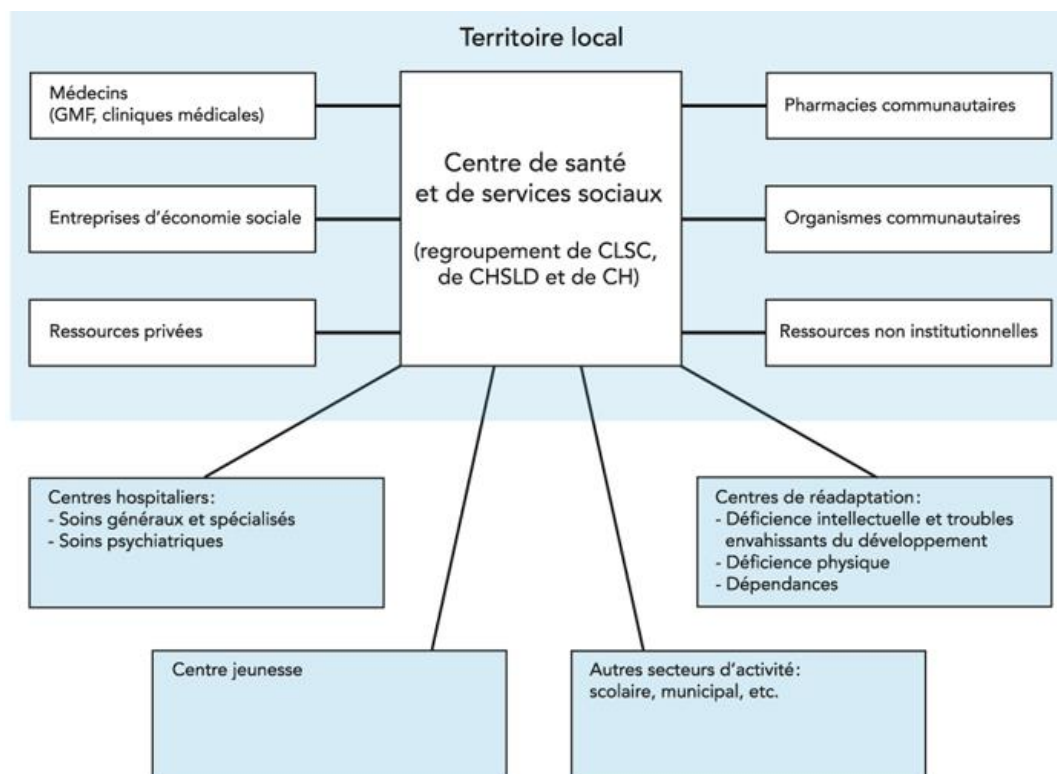 Territoire local
Médecins
(GMF, cliniques médicales)
Entreprises d'économie sociale
Ressources privées
Centre de santé
et de services sociaux
(regroupement de CLSC,
de CHSLD et de CH)
Pharmacies communautaires
Organismes communautaires
Ressources non institutionnelles
Centres hospitaliers:
- Soins généraux et spécialisés
- Soins psychiatriques
Centres de réadaptation:
- Déficience intellectuelle et troubles
envahissants du développement
- Déficience physique
- Dépendances
Centre jeunesse
Autres secteurs d'activité:
scolaire, municipal, etc.